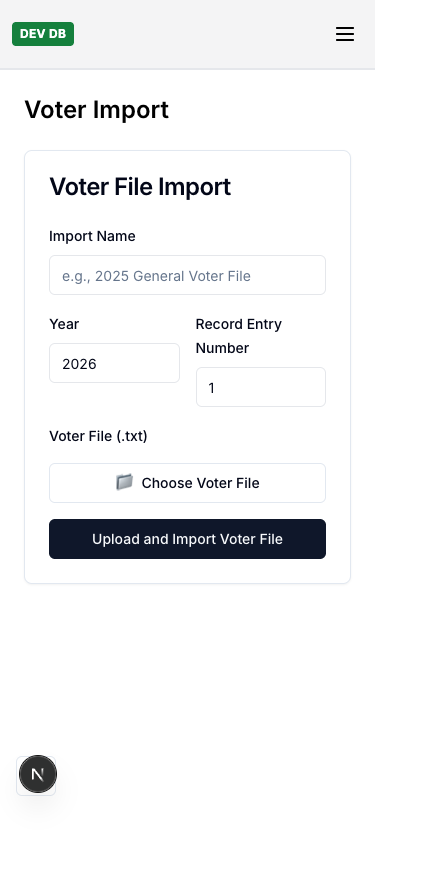 DEV DB
Voter Import
Voter File Import
Import Name
e.g., 2025 General Voter File
Year
Record Entry
Number
2026
1
Voter File (.txt)
Choose Voter File
Upload and Import Voter File
N